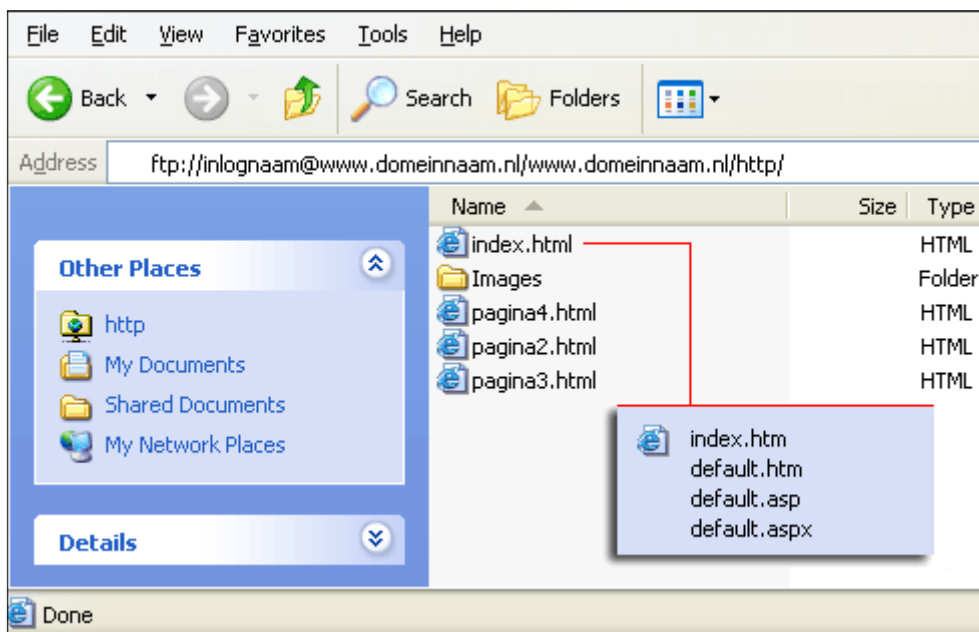 File Edit View Favorites Tools Help
Back Search Folders
Address ftp://inlognaam@www.domeinnaam.nl/www.domeinnaam.nl/http/
Name Size Type
Other Places
http
My Documents
Shared Documents
My Network Places
Details
index.html HTML
Images Folder
pagina4.html HTML
pagina2.html HTML
pagina3.html HTML
index.htm
default.htm
default.asp
default.aspx
Done